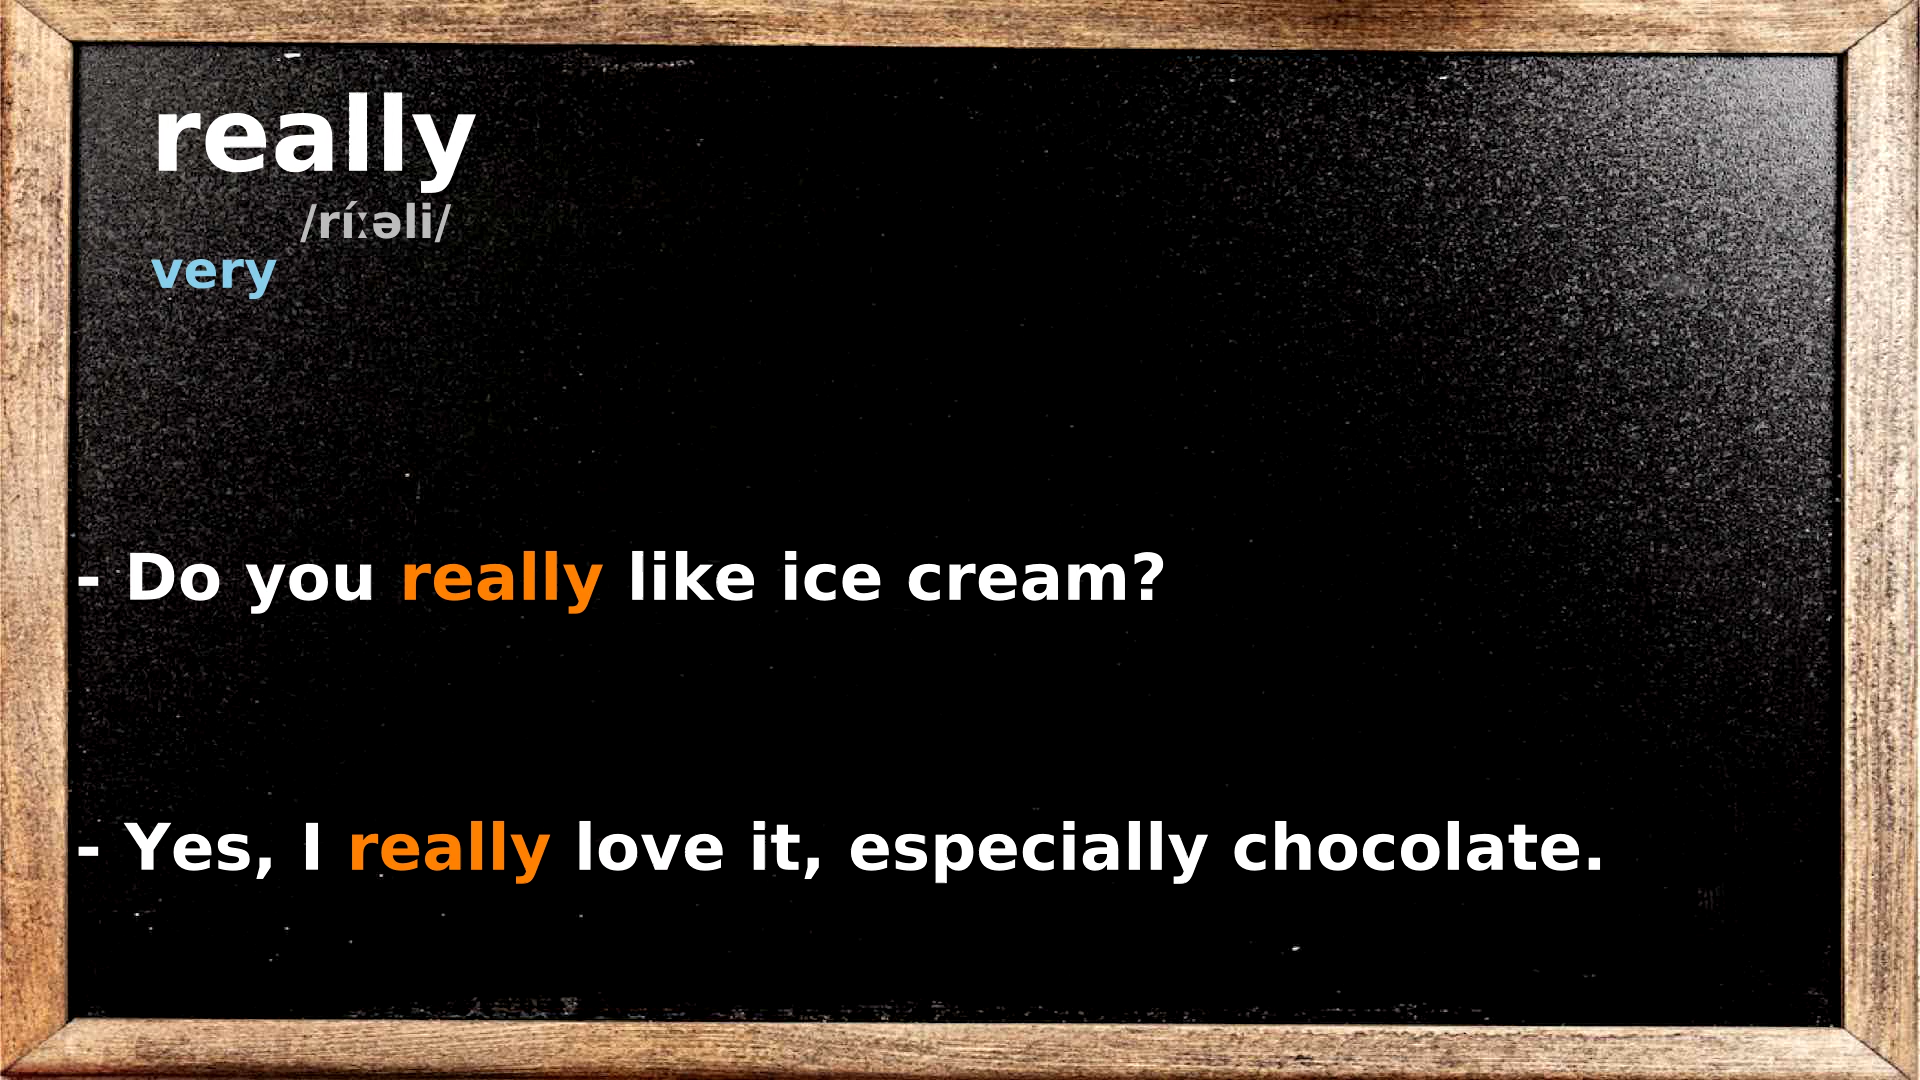 really
/ríːəli/
very
- Do you really like ice cream?
- Yes, I really love it, especially chocolate.